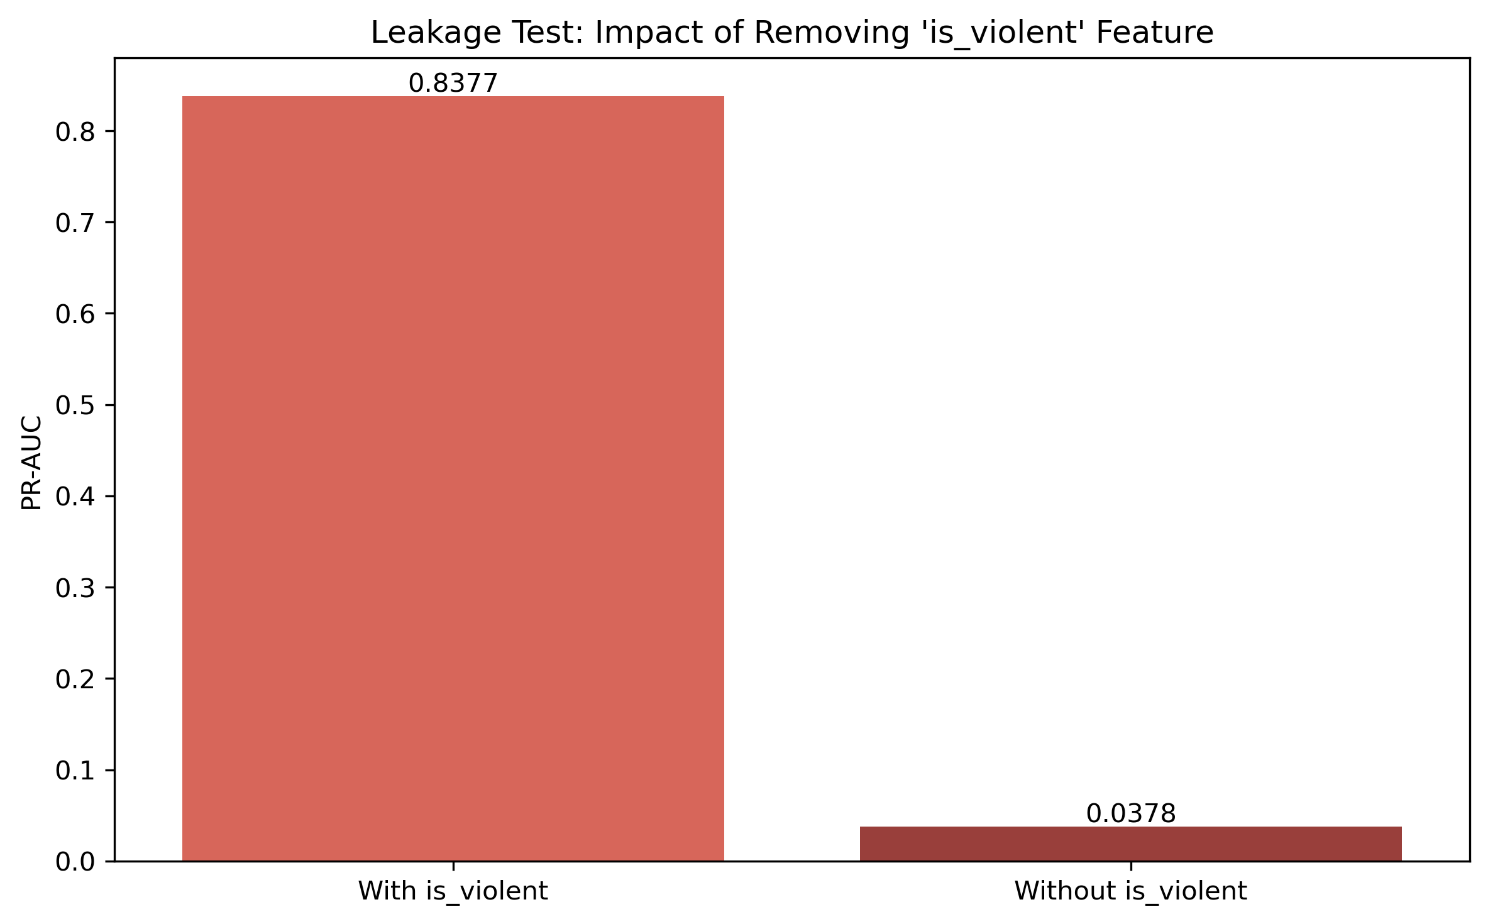 Leakage Test: Impact of Removing 'is_violent' Feature
0.8377
0.8
0.7
0.6
0.5
0.4
0.3
0.2
0.1
0.0
PR-AUC
0.0378
With is_violent
Without is_violent